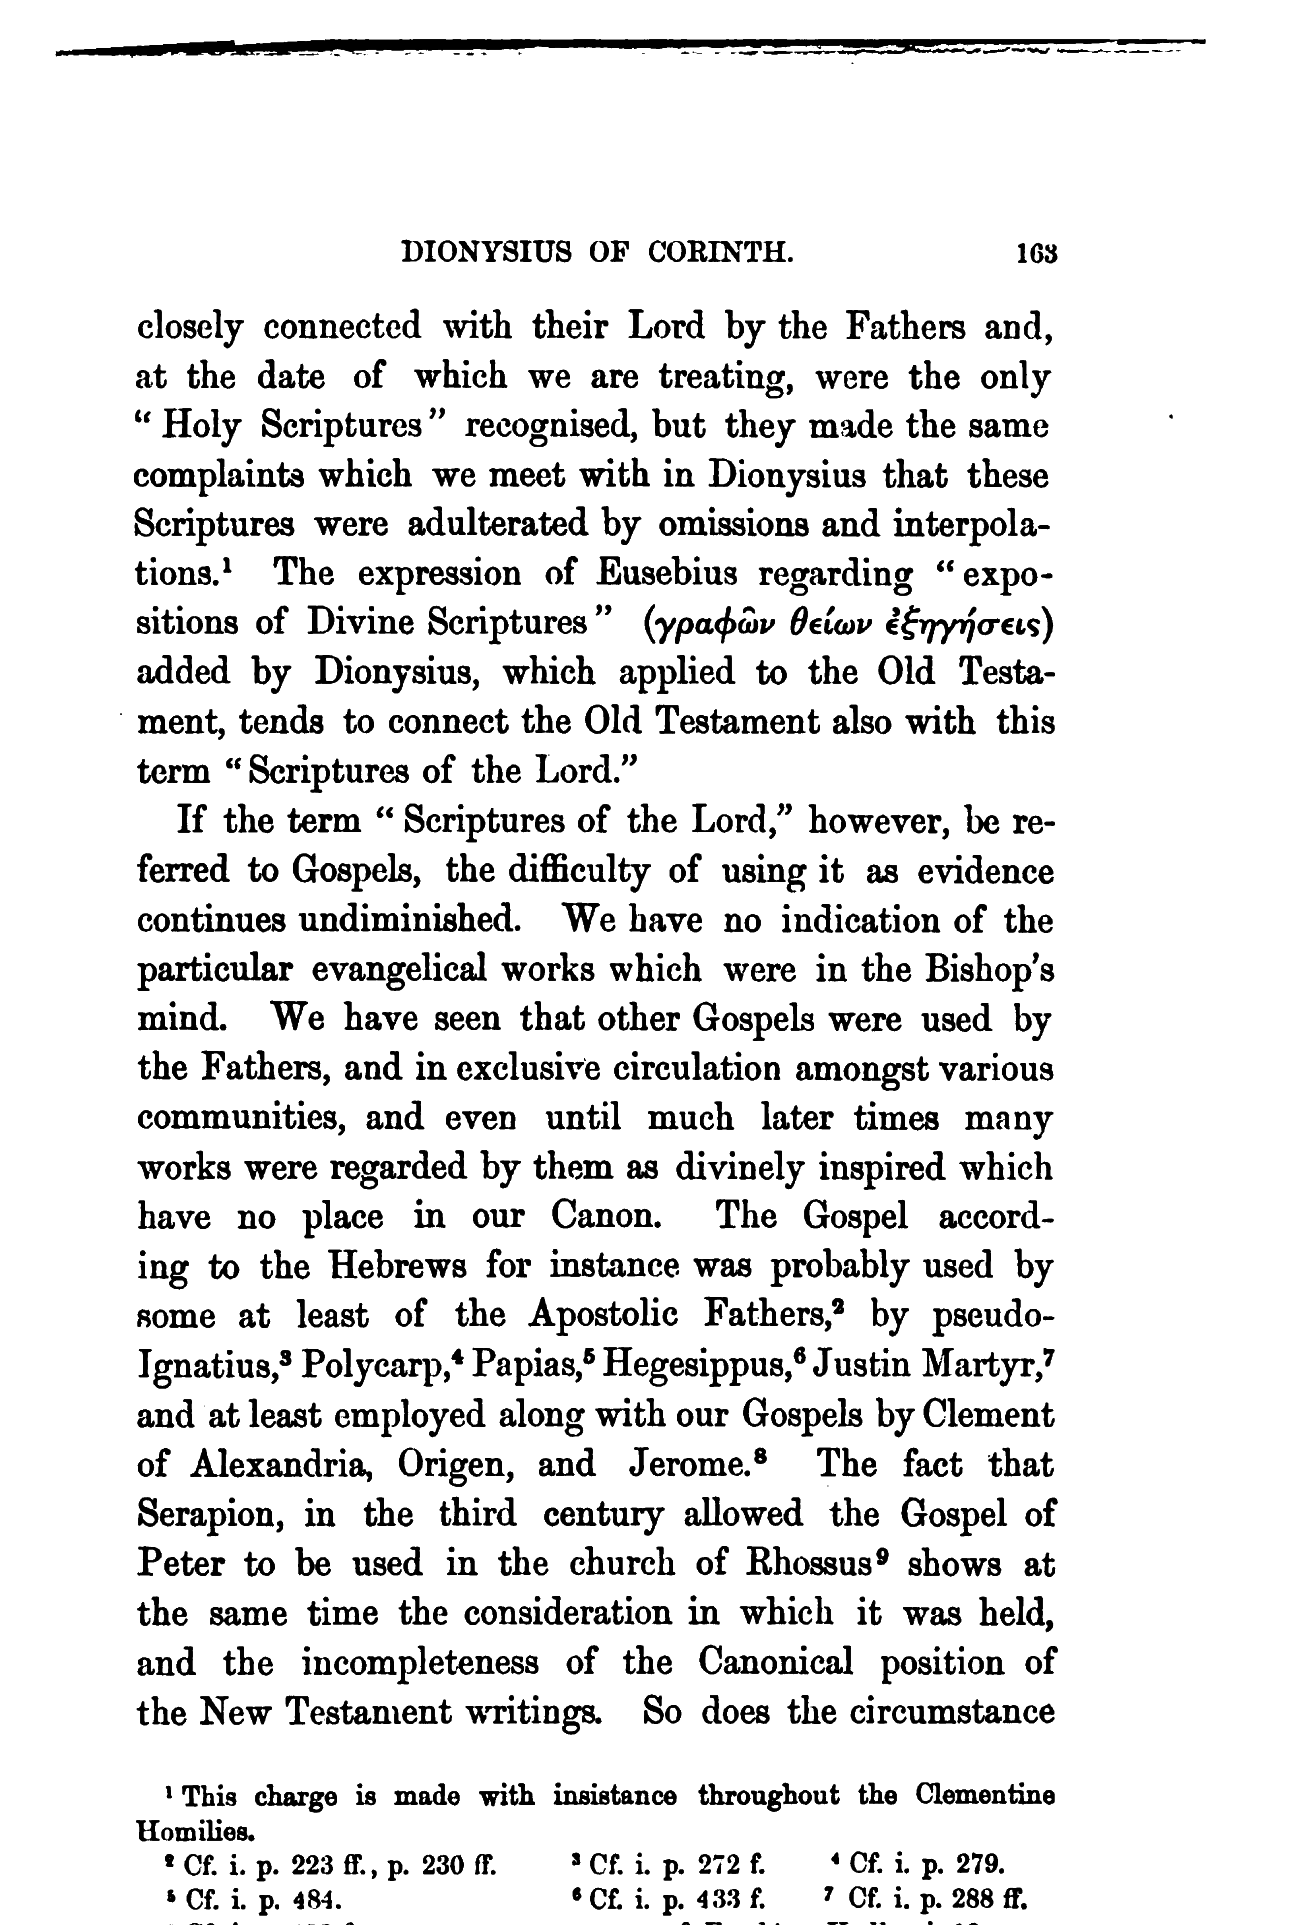 DIONYSIUS OF CORINTH. 163
closely connected with their Lord by the Fathers and,
at the date of which we are treating, were the only
“Holy Scriptures” recognised, but they made the same
complaints which we meet with in Dionysius that these
Scriptures were adulterated by omissions and interpola-
tions.¹ The expression of Eusebius regarding “expo-
sitions of Divine Scriptures” (γραφῶν θείων ἐξηγήσεις)
added by Dionysius, which applied to the Old Testa-
ment, tends to connect the Old Testament also with this
term “Scriptures of the Lord.”
If the term “Scriptures of the Lord,” however, be re-
ferred to Gospels, the difficulty of using it as evidence
continues undiminished. We have no indication of the
particular evangelical works which were in the Bishop’s
mind. We have seen that other Gospels were used by
the Fathers, and in exclusive circulation amongst various
communities, and even until much later times many
works were regarded by them as divinely inspired which
have no place in our Canon. The Gospel accord-
ing to the Hebrews for instance was probably used by
some at least of the Apostolic Fathers,² by pseudo-
Ignatius,³ Polycarp,⁴ Papias,⁵ Hegesippus,⁶ Justin Martyr,⁷
and at least employed along with our Gospels by Clement
of Alexandria, Origen, and Jerome.⁸ The fact that
Serapion, in the third century allowed the Gospel of
Peter to be used in the church of Rhossus⁹ shows at
the same time the consideration in which it was held,
and the incompleteness of the Canonical position of
the New Testament writings. So does the circumstance
¹ This charge is made with insistance throughout the Clementine
Homilies.
² Cf. i. p. 223 ff., p. 230 ff. ³ Cf. i. p. 272 f. ⁴ Cf. i. p. 279.
⁵ Cf. i. p. 484. ⁶ Cf. i. p. 433 f. ⁷ Cf. i. p. 288 ff.